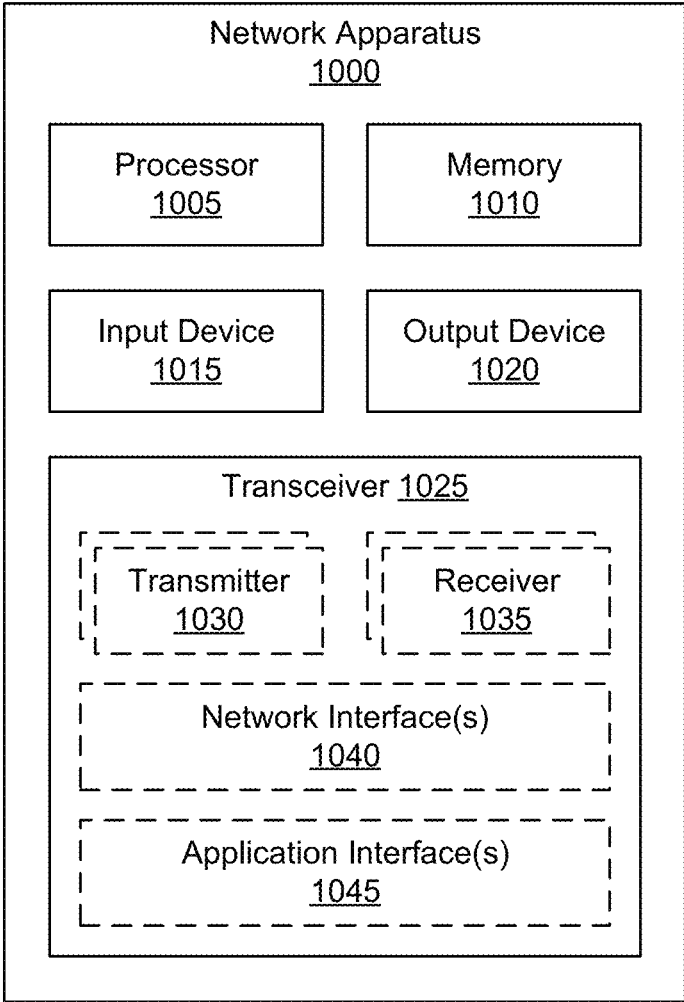 Network Apparatus
1000
Processor
1005
Memory
1010
Input Device
1015
Output Device
1020
Transceiver 1025
Transmitter
1030
Receiver
1035
Network Interface(s)
1040
Application Interface(s)
1045